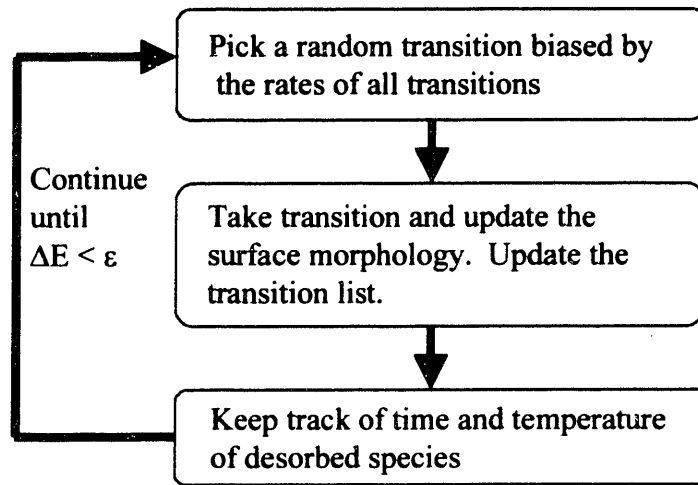 Pick a random transition biased by
the rates of all transitions
Continue
until
ΔE < ε
Take transition and update the
surface morphology. Update the
transition list.
Keep track of time and temperature
of desorbed species